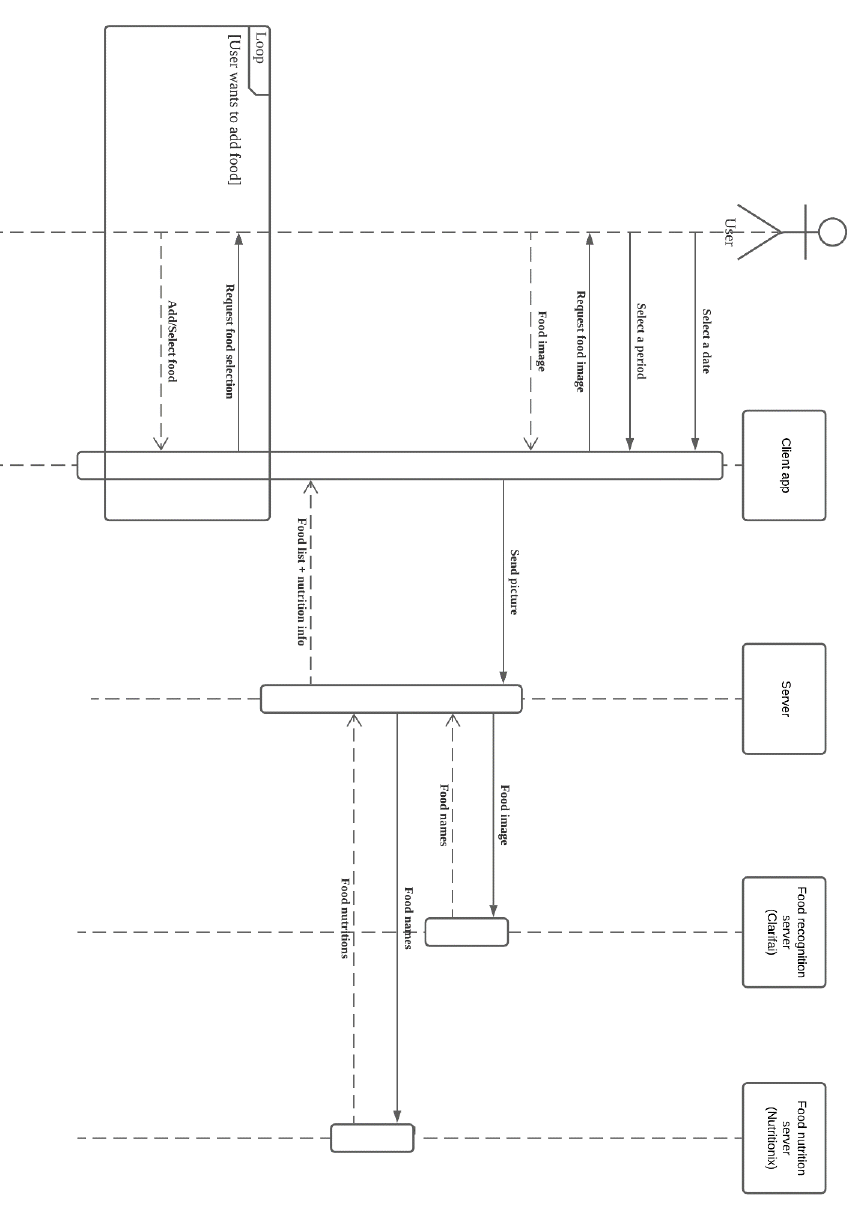 User
Client app
Server
Food recognition
server
(Clarifai)
Food nutrition
server
(Nutritionix)
Select a date
Select a period
Request food image
Food image
Send picture
Food image
Food names
Food names
Food nutritions
Food list + nutrition info
Loop
[User wants to add food]
Request food selection
Add/Select food